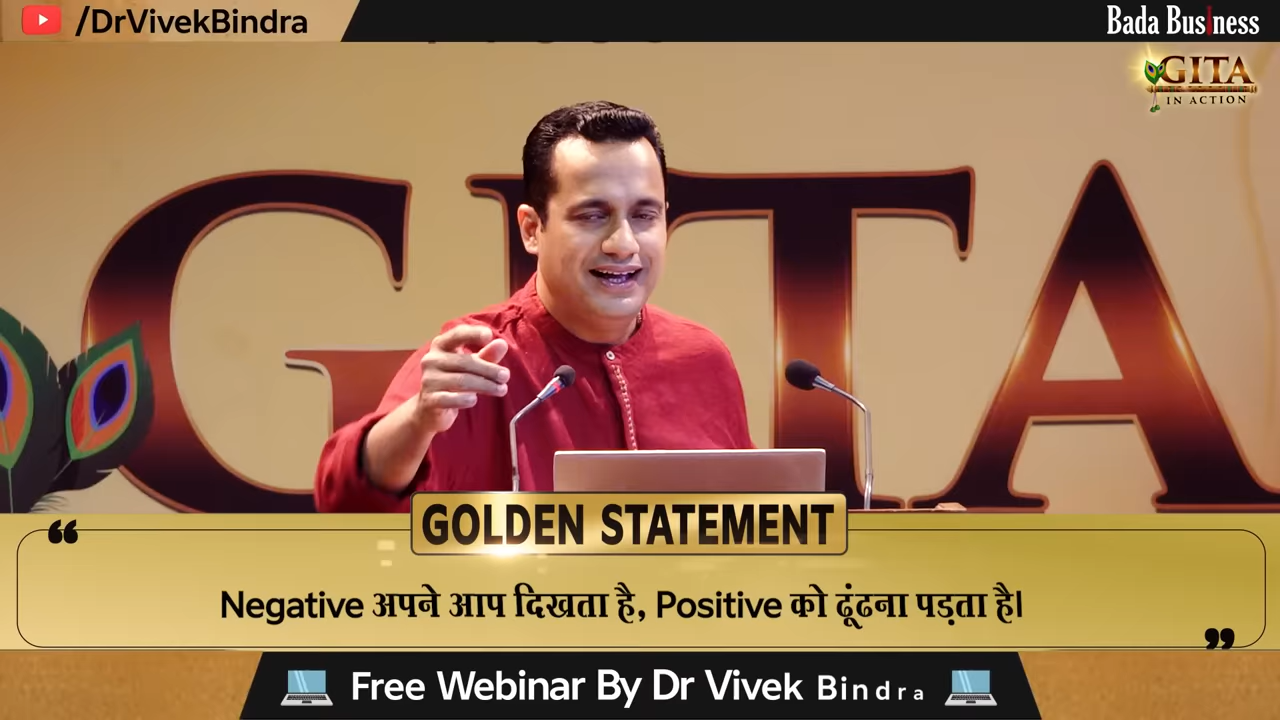 /DrVivekBindra
Bada Business
GITA
IN ACTION
GITA
GOLDEN STATEMENT
“
Negative अपने आप दिखता है, Positive को ढूंढना पड़ता है।
”
Free Webinar By Dr Vivek Bindra